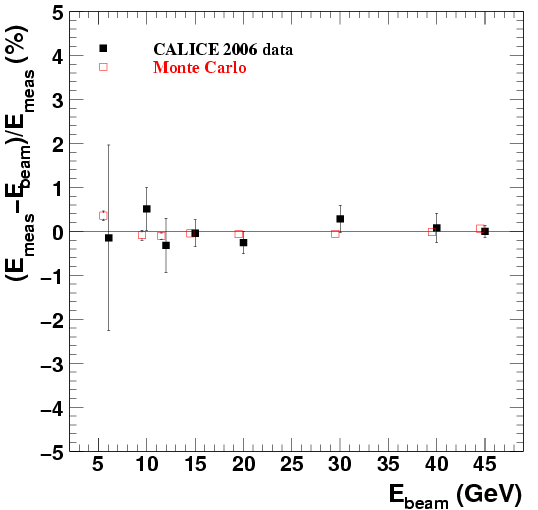 (E_meas−E_beam)/E_meas (%)
5
CALICE 2006 data
4
Monte Carlo
3
2
1
0
−1
−2
−3
−4
−5
5 10 15 20 25 30 35 40 45
E_beam (GeV)